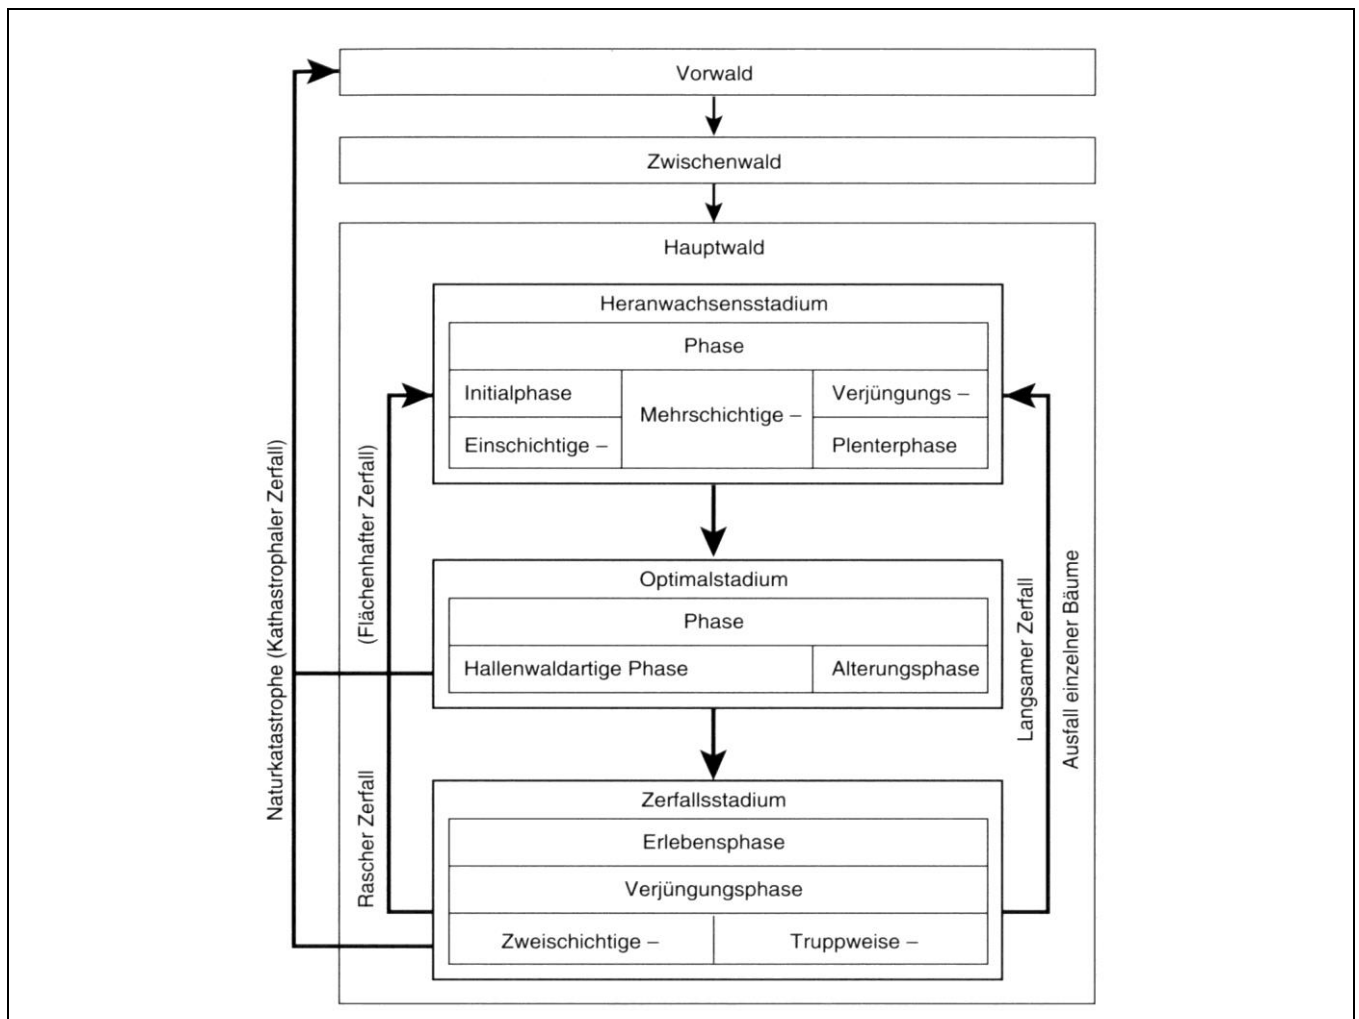 Vorwald
Zwischenwald
Hauptwald
Heranwachsensstadium
Phase
Initialphase
Einschichtige –
Mehrschichtige –
Verjüngungs –
Plenterphase
Optimalstadium
Phase
Hallenwaldartige Phase
Alterungsphase
Zerfallsstadium
Erlebensphase
Verjüngungsphase
Zweischichtige –
Truppweise –
Naturkatastrophe (Kathastrophaler Zerfall)
Rascher Zerfall
(Flächenhafter Zerfall)
Langsamer Zerfall
Ausfall einzelner Bäume